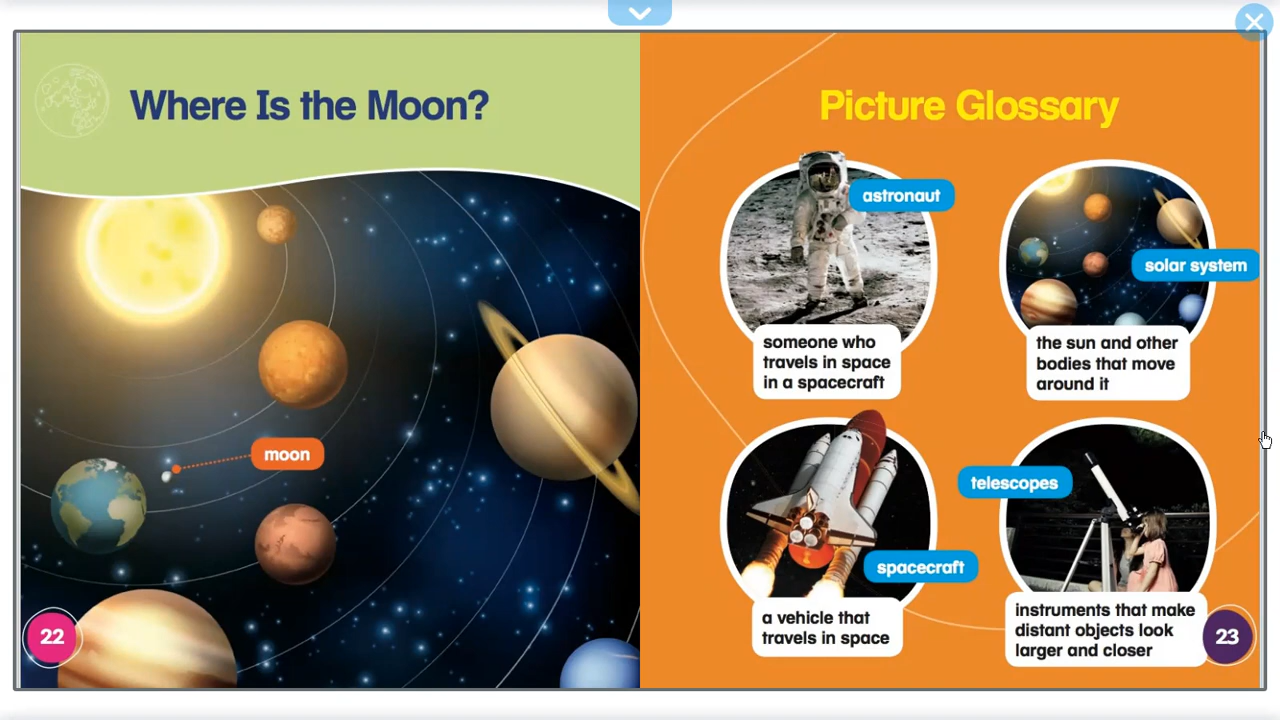 Where Is the Moon?
moon
22
Picture Glossary
astronaut
someone who
travels in space
in a spacecraft
solar system
the sun and other
bodies that move
around it
spacecraft
a vehicle that
travels in space
telescopes
instruments that make
distant objects look
larger and closer
23